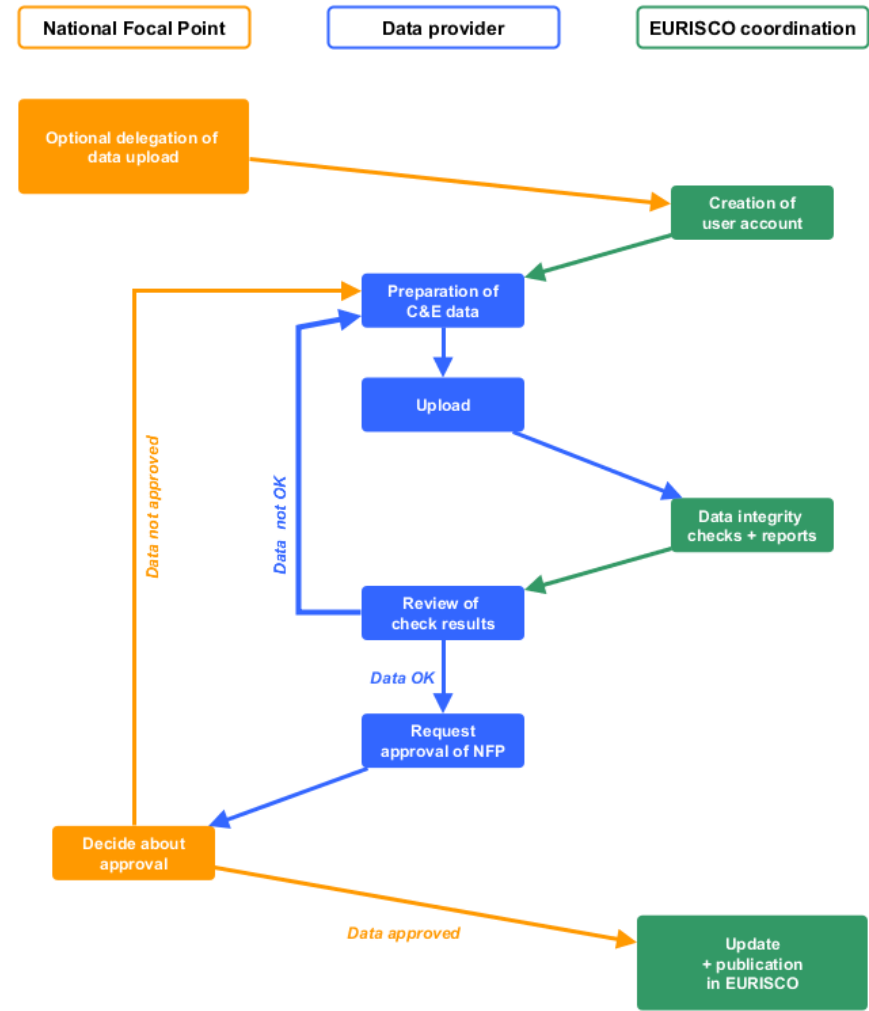 National Focal Point
Data provider
EURISCO coordination
Optional delegation of
data upload
Creation of
user account
Preparation of
C&E data
Upload
Data not approved
Data not OK
Data integrity
checks + reports
Review of
check results
Data OK
Request
approval of NFP
Decide about
approval
Data approved
Update
+ publication
in EURISCO